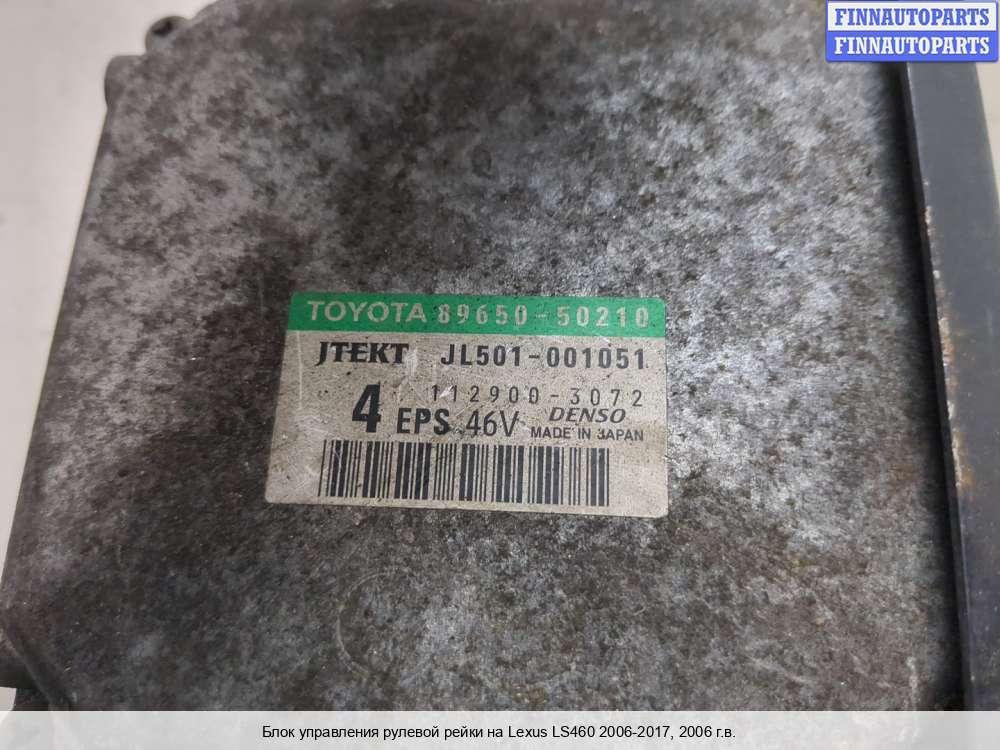 FINNAUTOPARTS
FINNAUTOPARTS
TOYOTA 89650-50210
JTEKT JL501-001051
112900-3072
4 EPS 46V DENSO
MADE IN JAPAN
Блок управления рулевой рейки на Lexus LS460 2006-2017, 2006 г.в.